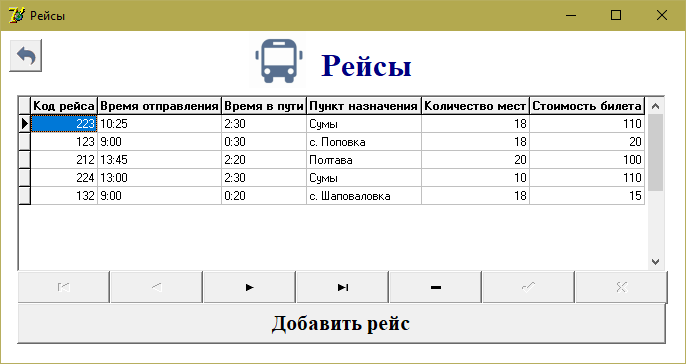 Рейсы
Рейсы
Код рейса Время отправления Время в пути Пункт назначения Количество мест Стоимость билета
223 10:25 2:30 Сумы 18 110
123 9:00 0:30 с. Поповка 18 20
212 13:45 2:20 Полтава 20 100
224 13:00 2:30 Сумы 10 110
132 9:00 0:20 с. Шаповаловка 18 15
Добавить рейс